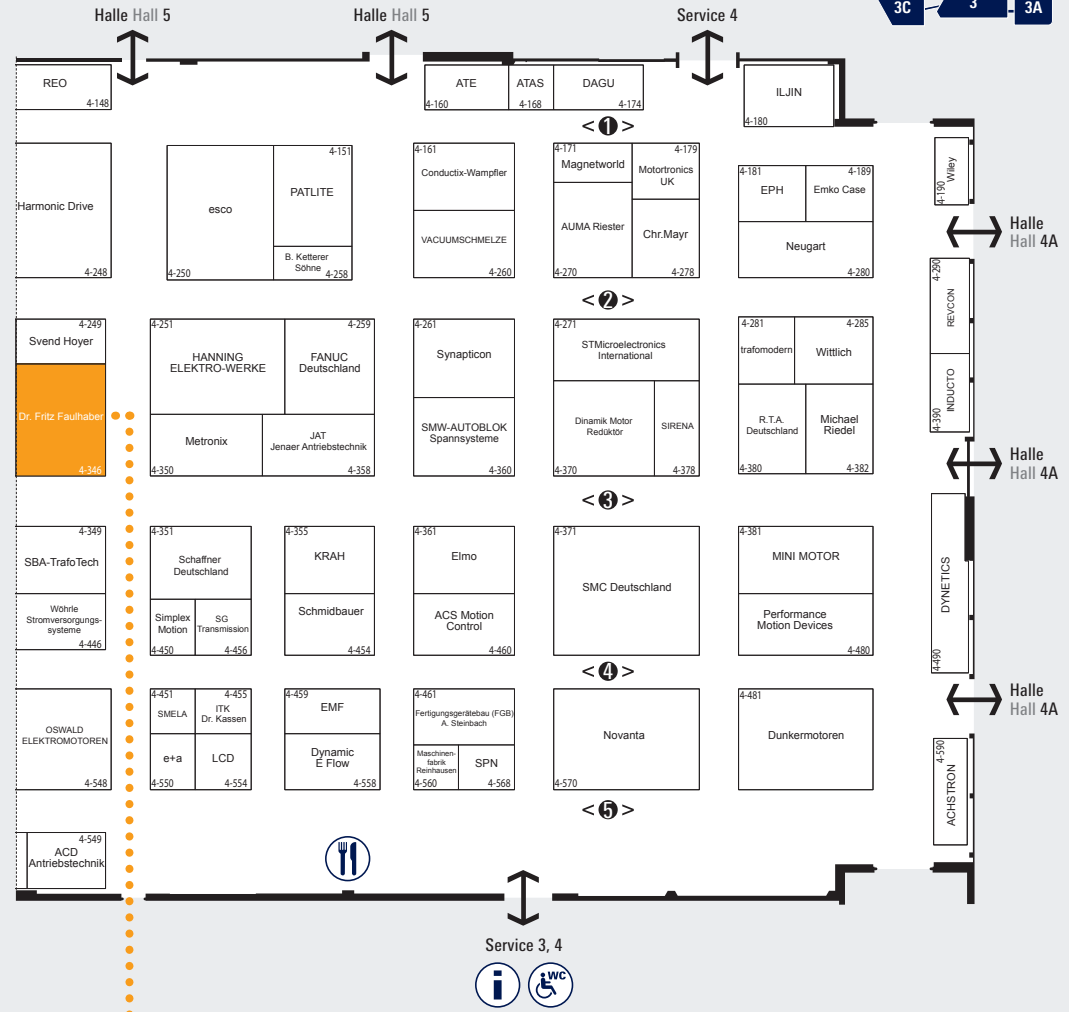 3C
3
3A
Halle Hall 5
Halle Hall 5
Service 4
REO
4-148
ATE
4-160
ATAS
4-168
DAGU
4-174
ILJIN
4-180
< 1 >
Harmonic Drive
4-248
esco
4-250
4-151
PATLITE
B. Ketterer
Söhne
4-258
4-161
Conductix-Wampfler
VACUUMSCHMELZE
4-260
4-171
Magnetworld
4-179
Motortronics
UK
AUMA Riester
4-270
Chr.Mayr
4-278
4-181
EPH
4-189
Emko Case
Neugart
4-280
4-190
Wiley
Halle
Hall 4A
4-290
REVCON
INDUCTO
4-390
< 2 >
4-249
Svend Hoyer
Dr. Fritz Faulhaber
4-346
4-251
HANNING
ELEKTRO-WERKE
4-259
FANUC
Deutschland
Metronix
4-350
JAT
Jenaer Antriebstechnik
4-358
4-261
Synapticon
SMW-AUTOBLOK
Spannsysteme
4-360
4-271
STMicroelectronics
International
Dinamik Motor
Redüktör
4-370
SIRENA
4-378
4-281
trafomodern
4-285
Wittlich
R.T.A.
Deutschland
4-380
Michael
Riedel
4-382
Halle
Hall 4A
< 3 >
4-349
SBA-TrafoTech
Wöhrle
Stromversorgungs-
systeme
4-446
4-351
Schaffner
Deutschland
Simplex
Motion
4-450
SG
Transmission
4-456
4-355
KRAH
Schmidbauer
4-454
4-361
Elmo
ACS Motion
Control
4-460
4-371
SMC Deutschland
4-381
MINI MOTOR
Performance
Motion Devices
4-480
DYNETICS
4-490
< 4 >
Halle
Hall 4A
OSWALD
ELEKTROMOTOREN
4-548
4-451
SMELA
4-455
ITK
Dr. Kassen
e+a
4-550
LCD
4-554
4-459
EMF
Dynamic
E Flow
4-558
4-461
Fertigungsgerätebau (FGB)
A. Steinbach
Maschinen-
fabrik
Reinhausen
4-560
SPN
4-568
Novanta
4-570
4-481
Dunkermotoren
4-590
ACHSTRON
< 5 >
4-549
ACD
Antriebstechnik
Service 3, 4
i
WC